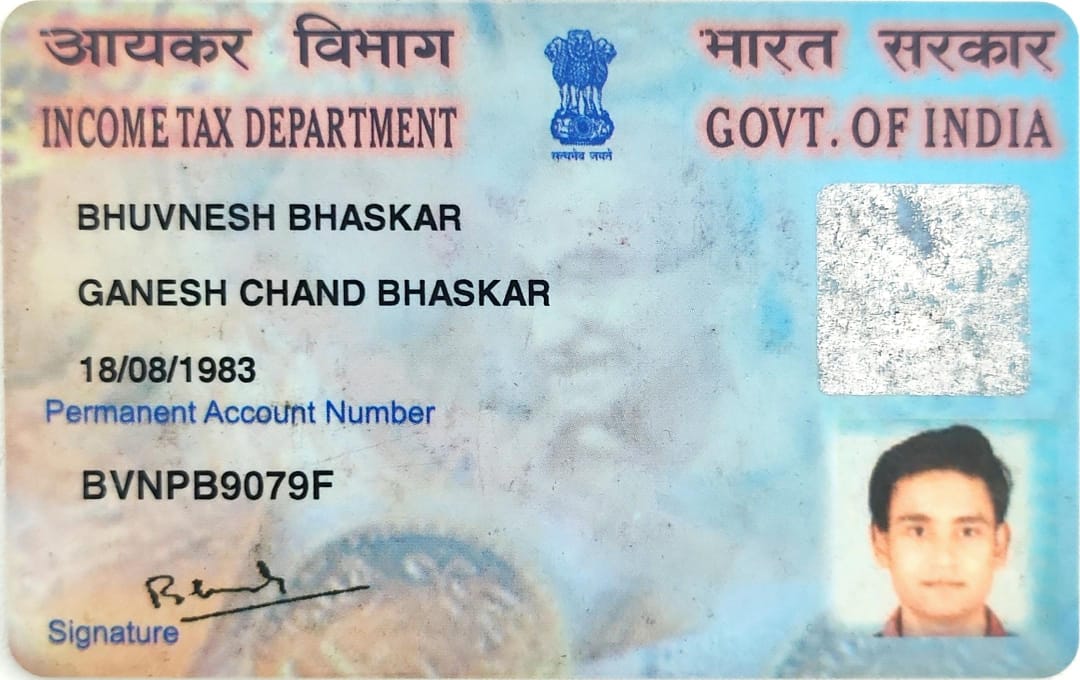 आयकर विभाग
भारत सरकार
INCOME TAX DEPARTMENT
GOVT. OF INDIA
सत्यमेव जयते
BHUVNESH BHASKAR
GANESH CHAND BHASKAR
18/08/1983
Permanent Account Number
BVNPB9079F
Signature